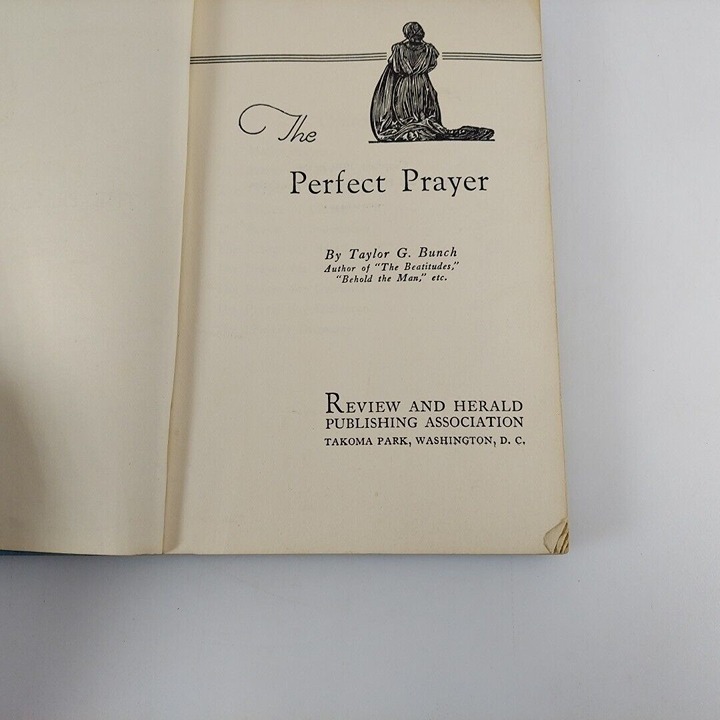 The
Perfect Prayer
By Taylor G. Bunch
Author of "The Beatitudes,"
"Behold the Man," etc.
REVIEW AND HERALD
PUBLISHING ASSOCIATION
TAKOMA PARK, WASHINGTON, D. C.